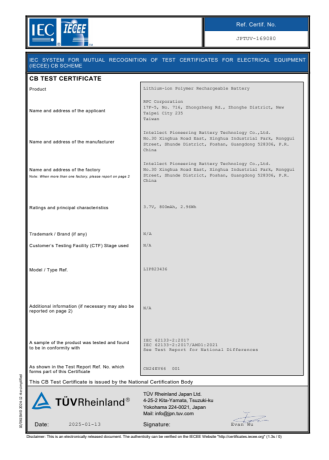 IEC
IECEE
Ref. Certif. No.
JPTUV-169080
IEC SYSTEM FOR MUTUAL RECOGNITION OF TEST CERTIFICATES FOR ELECTRICAL EQUIPMENT
(IECEE) CB SCHEME
CB TEST CERTIFICATE
Product
Lithium-ion Polymer Rechargeable Battery
Name and address of the applicant
Corporation
17F-5, No. 716, Zhongzheng Rd., Zhonghe District, New
Taipei City 235
Taiwan
Name and address of the manufacturer
Intellect Pioneering Battery Technology Co.,Ltd.
No.30 Xinghua Road East, Xinghua Industrial Park, Ronggui
Street, Shunde District, Foshan, Guangdong 528306, P.R.
China
Name and address of the factory
Note: When more than one factory, please report on page 2
Intellect Pioneering Battery Technology Co.,Ltd.
No.30 Xinghua Road East, Xinghua Industrial Park, Ronggui
Street, Shunde District, Foshan, Guangdong 528306, P.R.
China
Ratings and principal characteristics
3.7V, 800mAh, 2.96Wh
Trademark / Brand (if any)
N/A
Customer's Testing Facility (CTF) Stage used
N/A
Model / Type Ref.
Additional information (if necessary may also be
reported on page 2)
N/A
A sample of the product was tested and found
to be in conformity with
IEC 62133-2:2017
IEC 62133-2:2017/AMD1:2021
See Test Report for National Differences
As shown in the Test Report Ref. No. which
forms part of this Certificate
001
This CB Test Certificate is issued by the National Certification Body
TÜVRheinland®
TÜV Rheinland Japan Ltd.
4-25-2 Kita-Yamata, Tsuzuki-ku
Yokohama 224-0021, Japan
Mail: info@jpn.tuv.com
Date: 2025-01-13
Signature:
Disclaimer: This is an electronically released document. The authenticity can be verified on the IECEE Website "http://certificates.iecee.org"